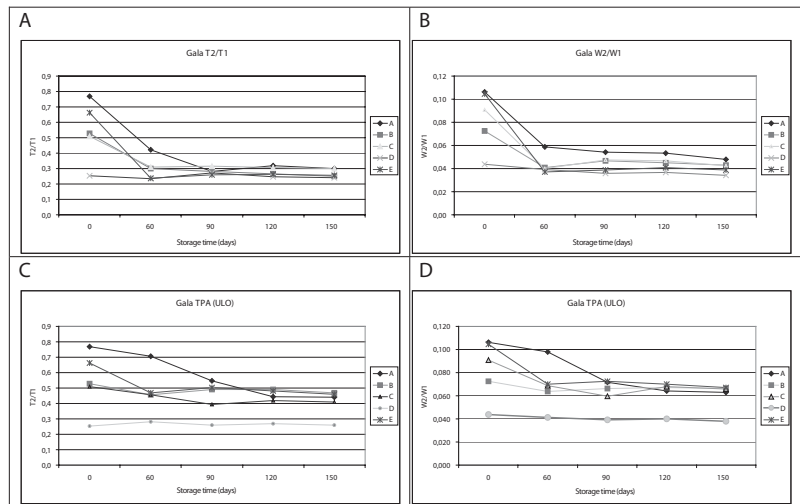 A
Gala T2/T1
0,9
0,8
0,7
0,6
0,5
0,4
0,3
0,2
0,1
0,0
T2/T1
0 60 90 120 150
Storage time (days)
A
B
C
D
E
B
Gala W2/W1
0,12
0,10
0,08
0,06
0,04
0,02
0,00
W2/W1
0 60 90 120 150
Storage time (days)
A
B
C
D
E
C
Gala TPA (ULO)
0,9
0,8
0,7
0,6
0,5
0,4
0,3
0,2
0,1
0,0
T2/T1
0 60 90 120 150
Storage time (days)
A
B
C
D
E
D
Gala TPA (ULO)
0,120
0,100
0,080
0,060
0,040
0,020
0,000
W2/W1
0 60 90 120 150
Storage time (days)
A
B
C
D
E